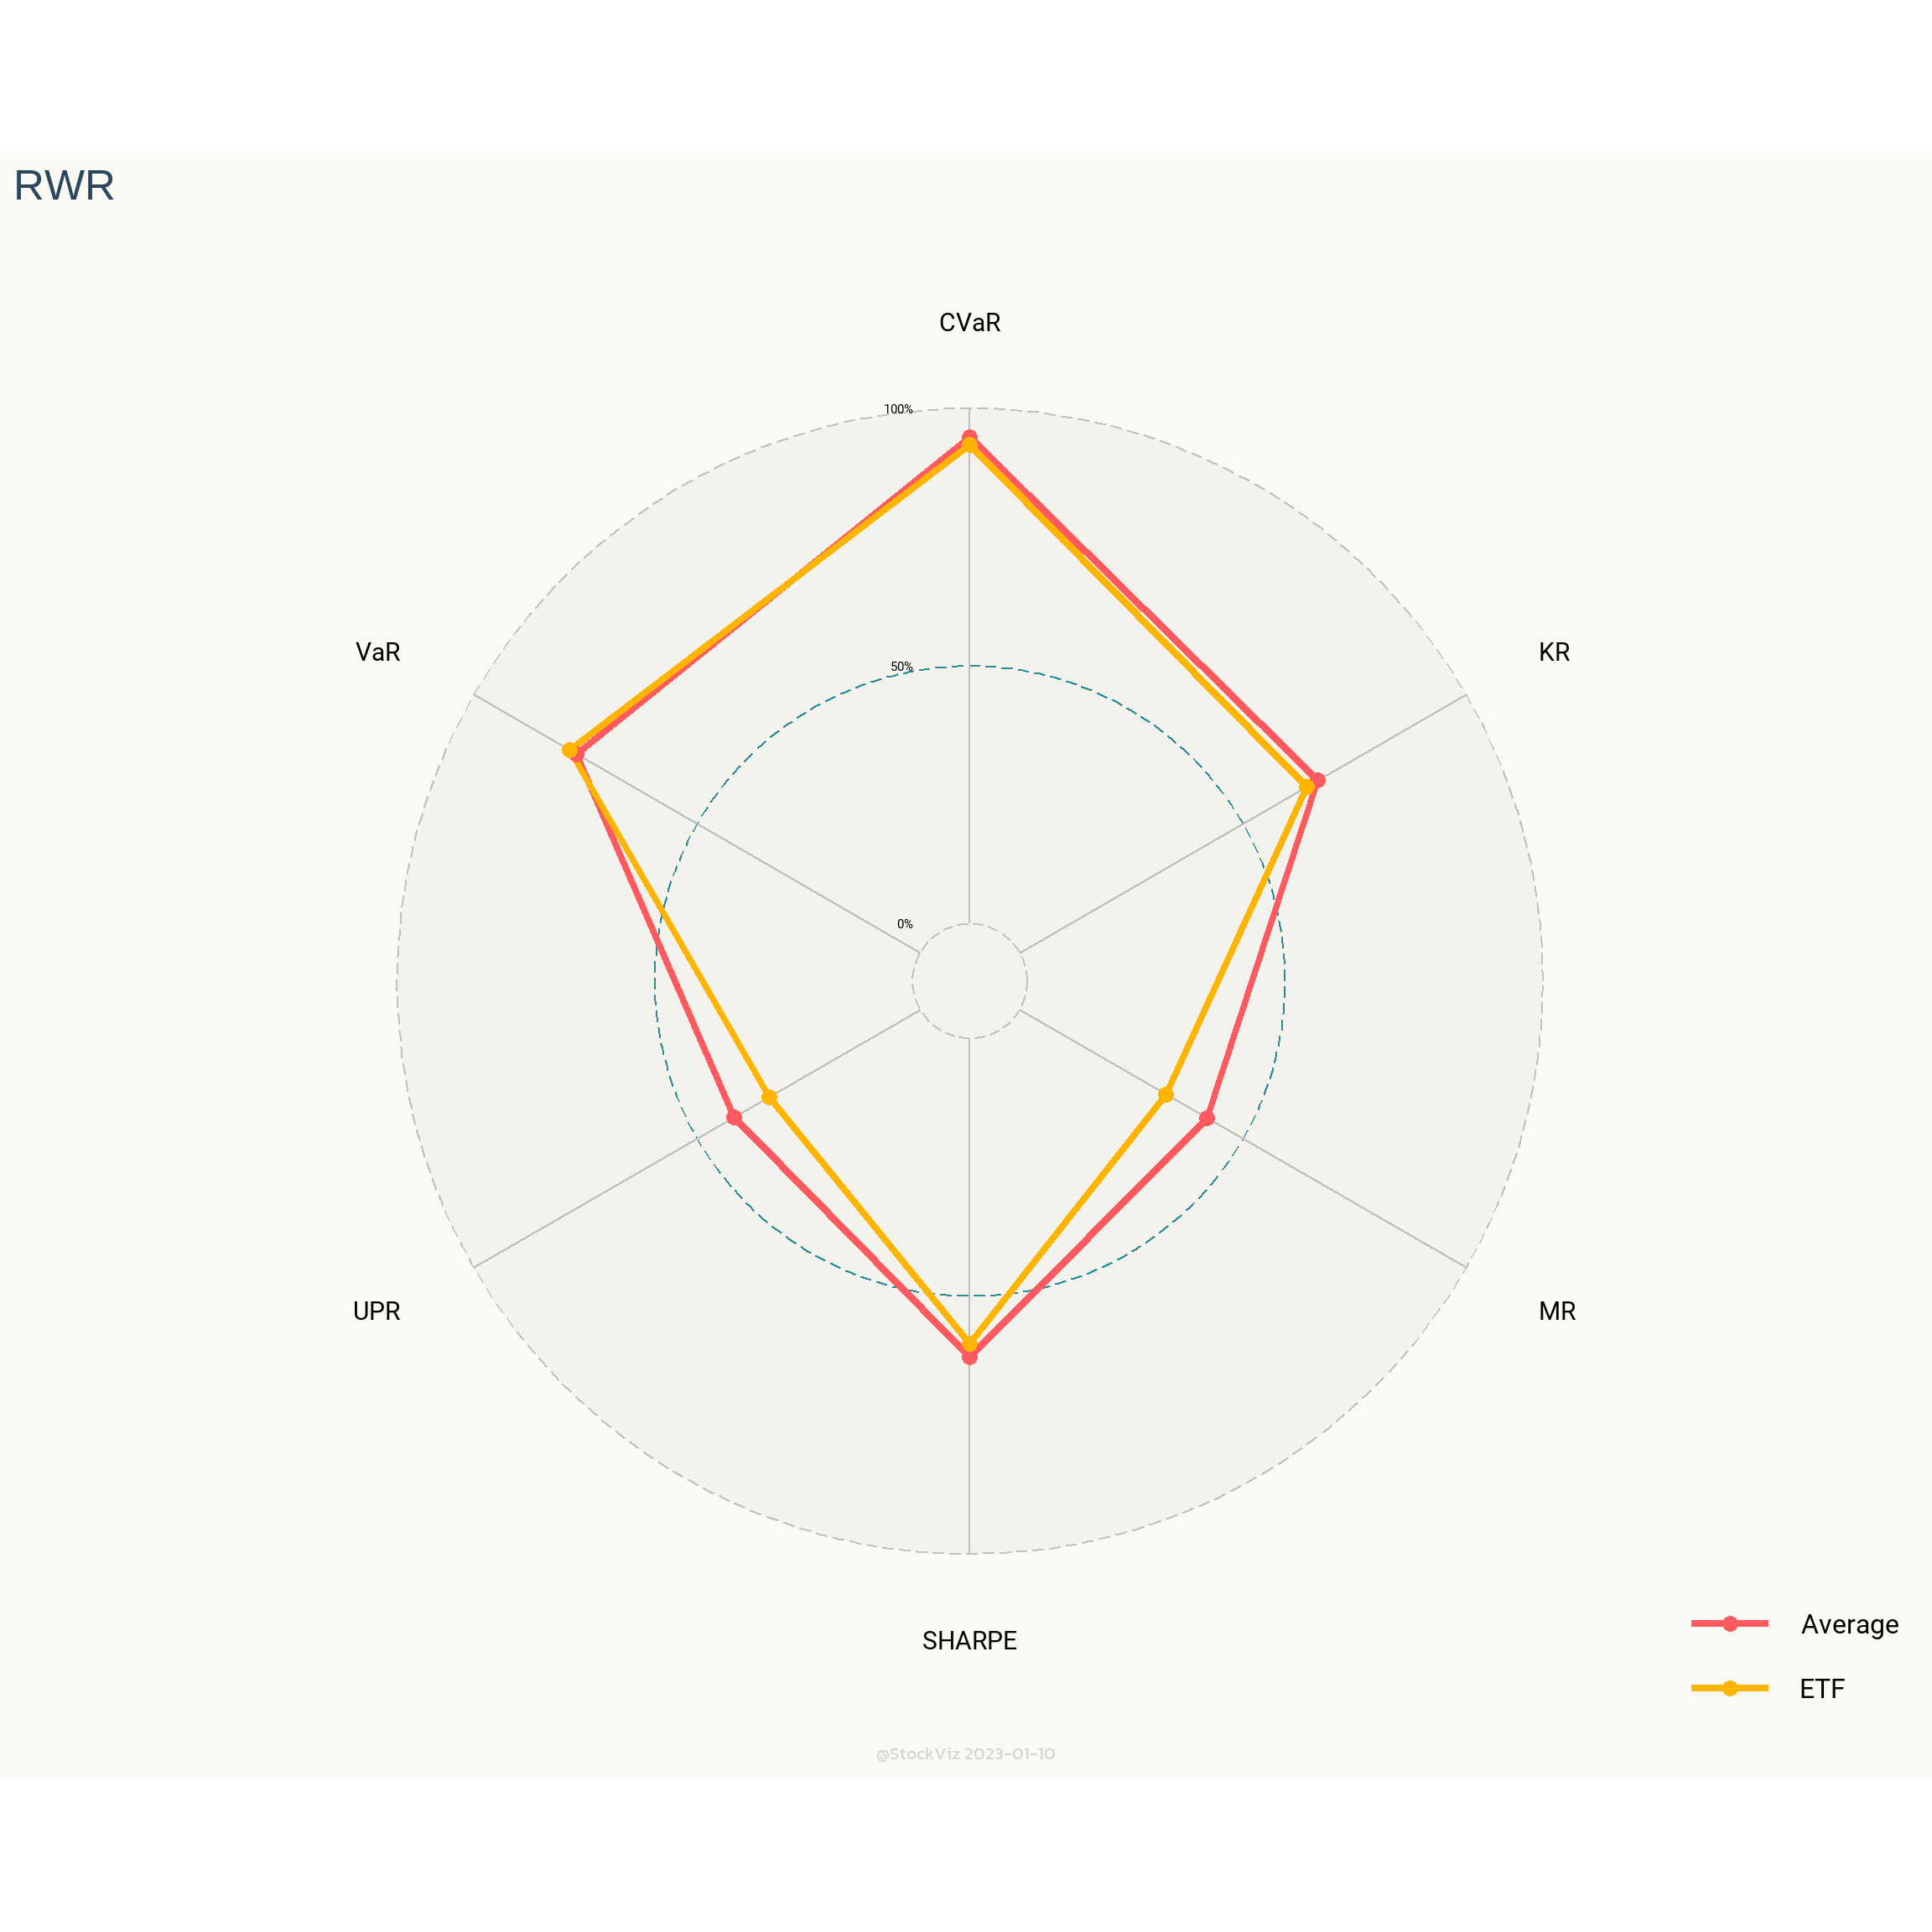 RWR
CVaR
100%
VaR
KR
50%
0%
UPR
MR
SHARPE
Average
ETF
@StockViz 2023-01-10